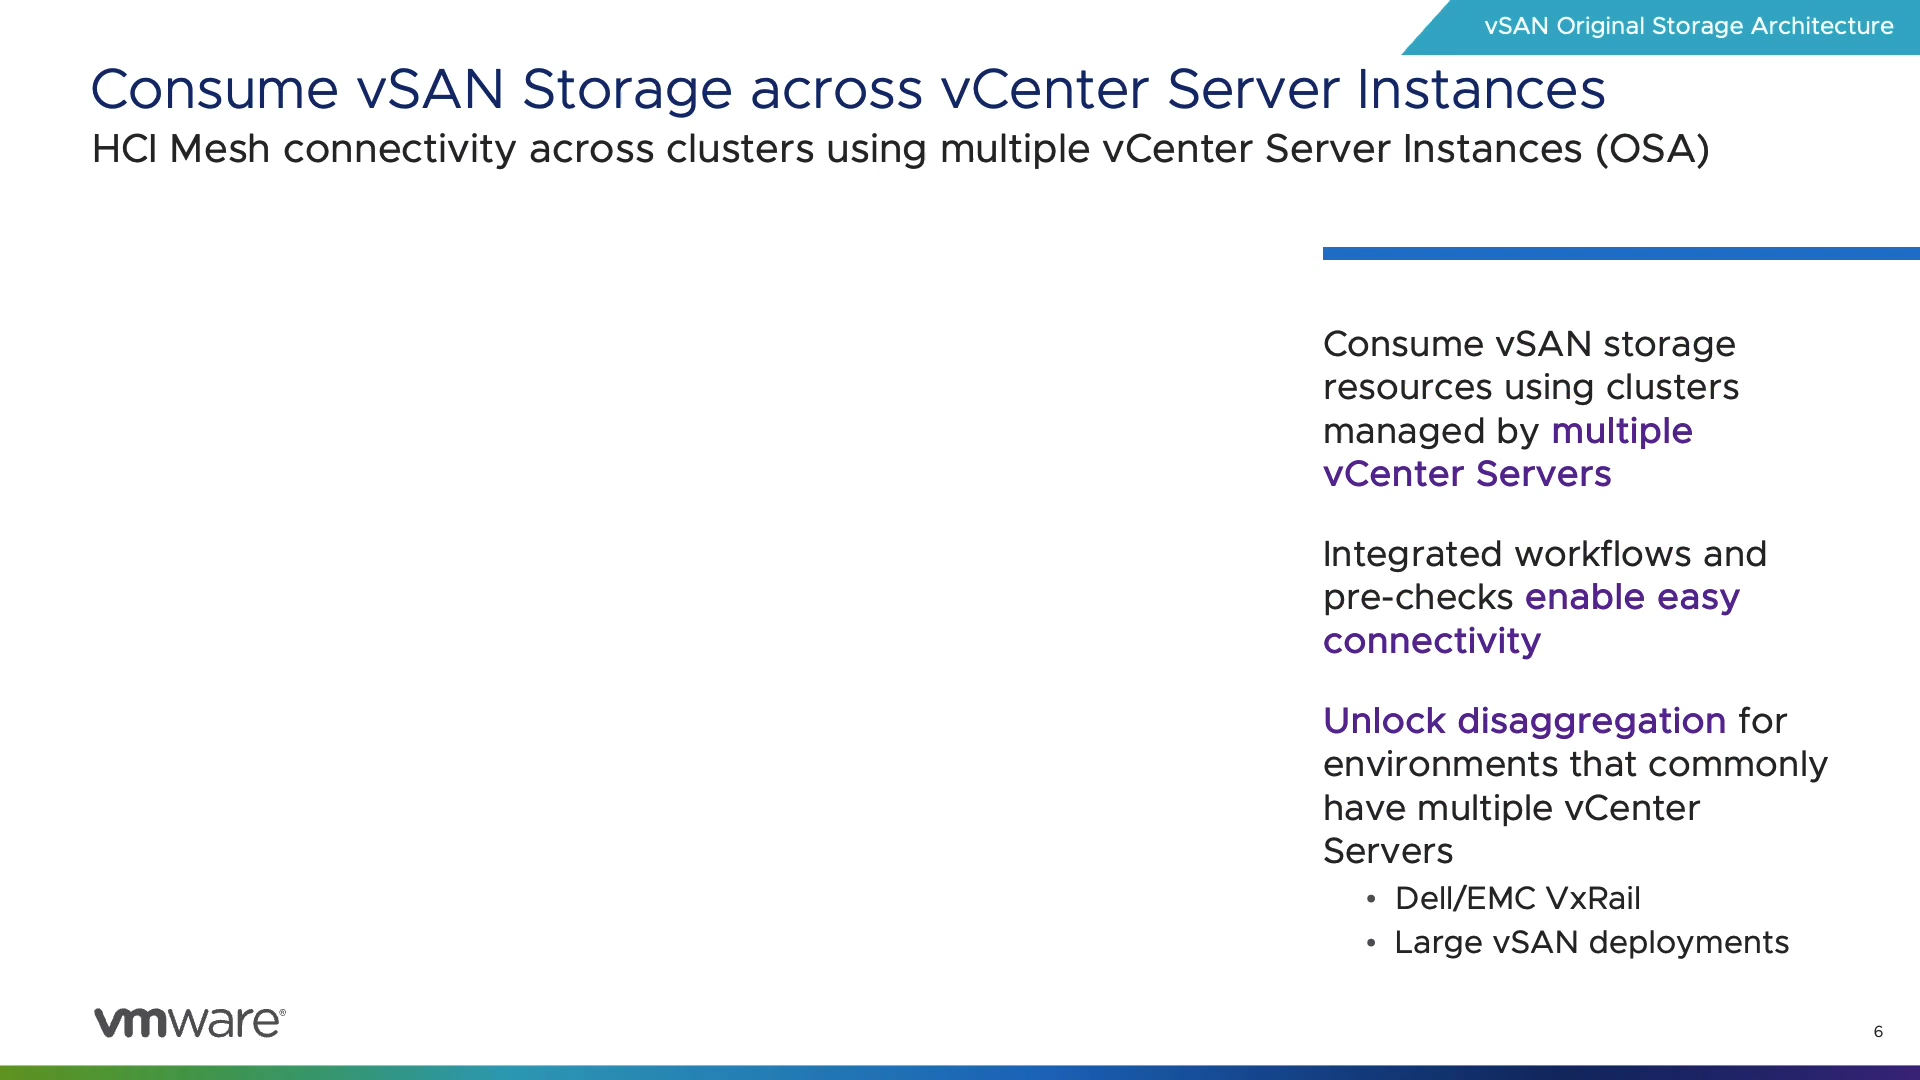 vSAN Original Storage Architecture
Consume vSAN Storage across vCenter Server Instances
HCI Mesh connectivity across clusters using multiple vCenter Server Instances (OSA)
Consume vSAN storage
resources using clusters
managed by multiple
vCenter Servers
Integrated workflows and
pre-checks enable easy
connectivity
Unlock disaggregation for
environments that commonly
have multiple vCenter
Servers
• Dell/EMC VxRail
• Large vSAN deployments
vmware®
6